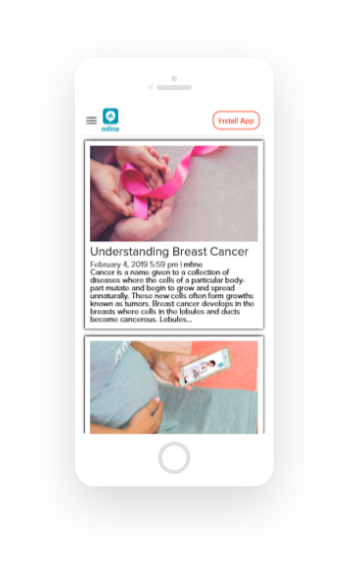 mfine
Install App
Understanding Breast Cancer
February 4, 2019 5:59 pm | mfine
Cancer is a name given to a collection of
diseases where the cells of a particular body-
part mutate and begin to grow and spread
unnaturally. These new cells often form growths
known as tumors. Breast cancer develops in the
breasts where cells in the lobules and ducts
become cancerous. Lobules...